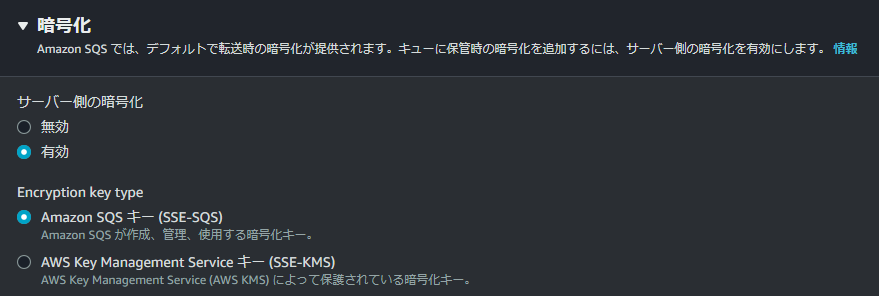 暗号化
Amazon SQS では、デフォルトで転送時の暗号化が提供されます。キューに保管時の暗号化を追加するには、サーバー側の暗号化を有効にします。 情報
サーバー側の暗号化
無効
有効
Encryption key type
Amazon SQS キー (SSE-SQS)
Amazon SQS が作成、管理、使用する暗号化キー。
AWS Key Management Service キー (SSE-KMS)
AWS Key Management Service (AWS KMS) によって保護されている暗号化キー。